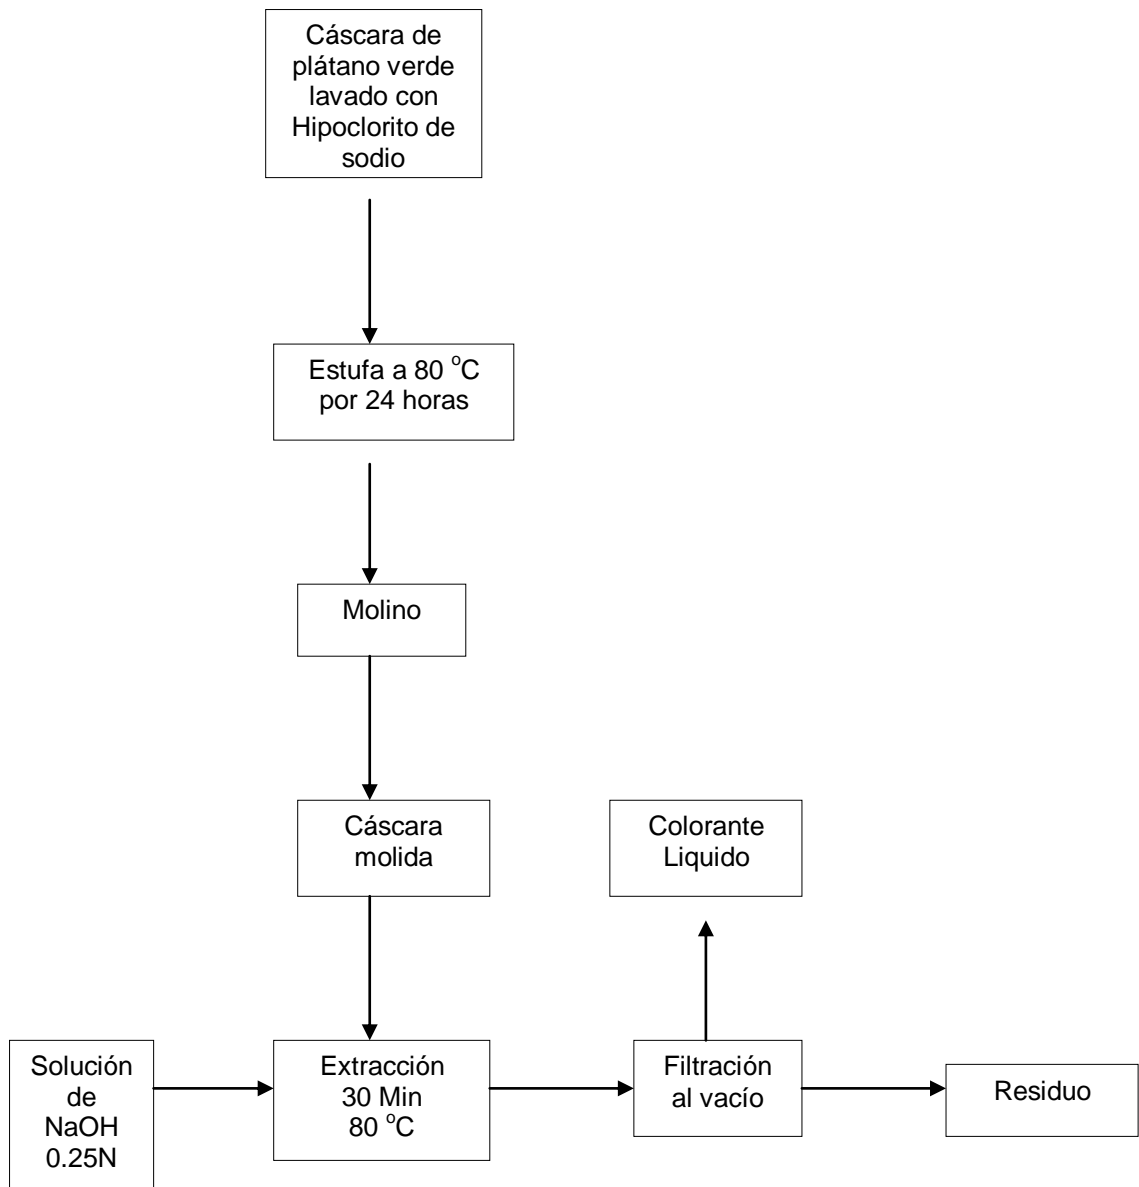 Cáscara de
plátano verde
lavado con
Hipoclorito de
sodio
Estufa a 80 °C
por 24 horas
Molino
Cáscara
molida
Colorante
Liquido
Solución
de
NaOH
0.25N
Extracción
30 Min
80 °C
Filtración
al vacío
Residuo